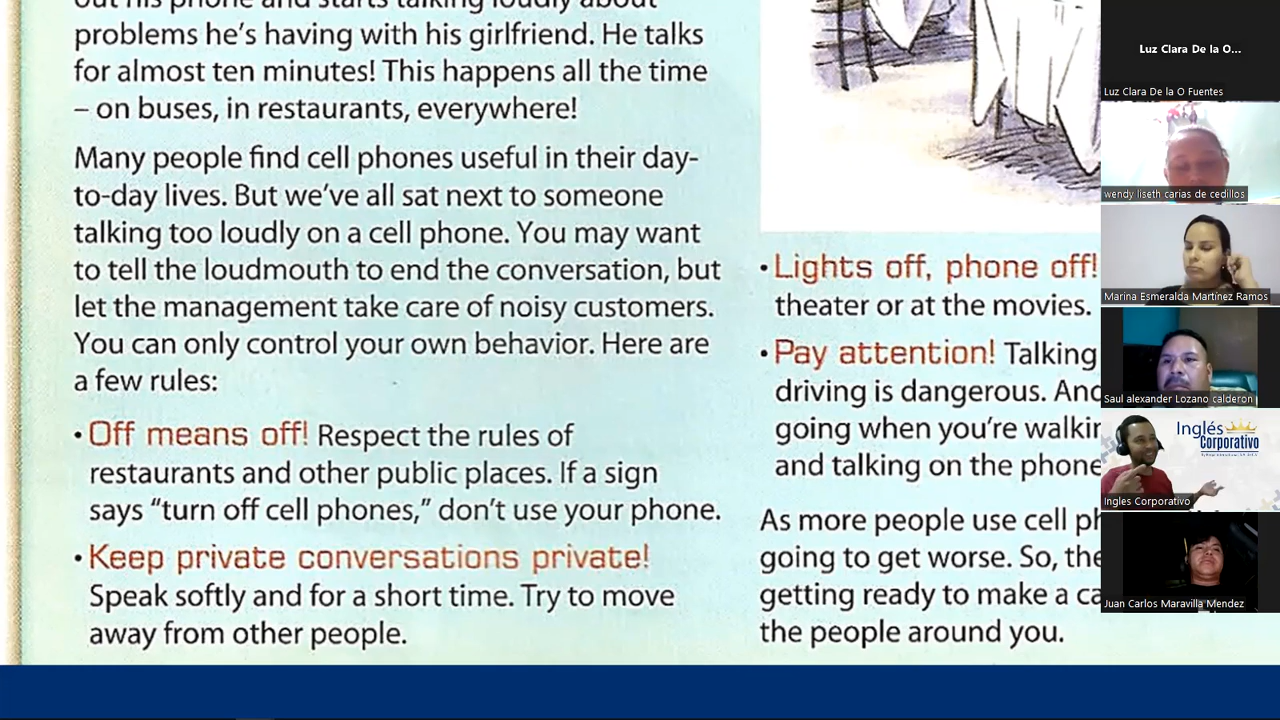 problems he's having with his girlfriend. He talks
for almost ten minutes! This happens all the time
– on buses, in restaurants, everywhere!
Many people find cell phones useful in their day-
to-day lives. But we've all sat next to someone
talking too loudly on a cell phone. You may want
to tell the loudmouth to end the conversation, but
let the management take care of noisy customers.
You can only control your own behavior. Here are
a few rules:
• Off means off! Respect the rules of
restaurants and other public places. If a sign
says “turn off cell phones,” don't use your phone.
• Keep private conversations private!
Speak softly and for a short time. Try to move
away from other people.
• Lights off, phone off!
theater or at the movies.
• Pay attention! Talking
driving is dangerous. And
going when you're
and talking on the phone
As more people use cell
going to get worse. So,
getting ready to make a
the people around you.
Luz Clara De la O...
Luz Clara De la O Fuentes
wendy liseth carias de cedillos
Marina Esmeralda Martínez Ramos
Saul alexander Lozano calderon
Inglés
Corporativo
Ingles Corporativo
Juan Carlos Maravilla Mendez